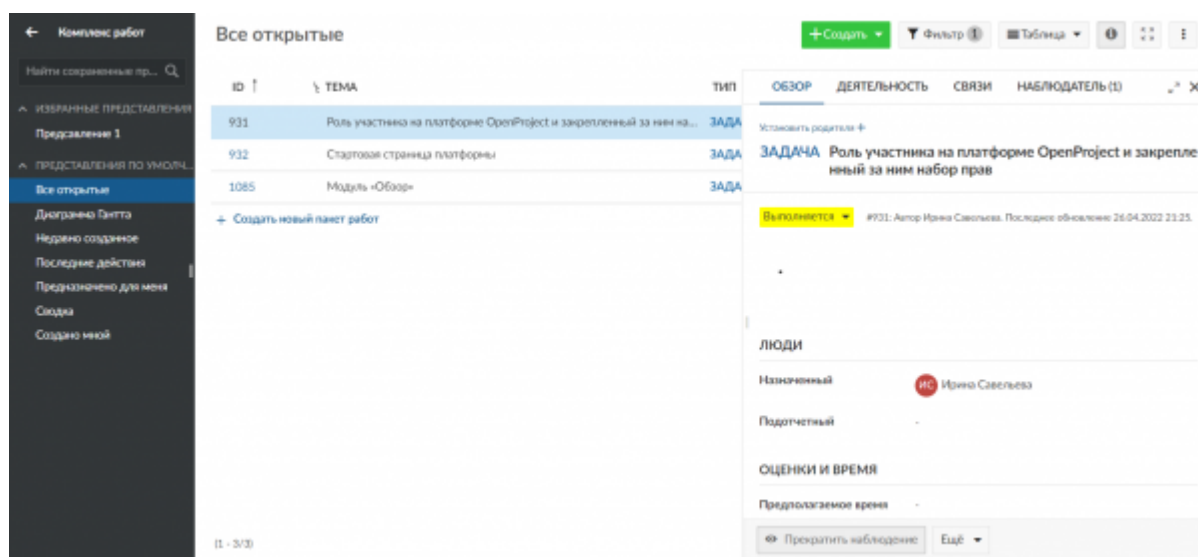 ← Комплекс работ
Найти сохраненные пр...
ИЗБРАННЫЕ ПРЕДСТАВЛЕНИЯ
Предсавление 1
ПРЕДСТАВЛЕНИЯ ПО УМОЛЧ...
Все открытые
Диаграмма Гантта
Недавно созданное
Последние действия
Предназначено для меня
Сводка
Создано мной
Все открытые
+Создать
Фильтр 1
Таблица
ID ↑ ТЕМА ТИП
931 Роль участника на платформе OpenProject и закрепленный за ним на... ЗАДА
932 Стартовая страница платформы ЗАДА
1085 Модуль «Обзор» ЗАДА
+ Создать новый пакет работ
(1 - 3/3)
ОБЗОР ДЕЯТЕЛЬНОСТЬ СВЯЗИ НАБЛЮДАТЕЛЬ (1)
Установить родителя +
ЗАДАЧА Роль участника на платформе OpenProject и закрепле
нный за ним набор прав
Выполняется #931: Автор Ирина Савельева. Последнее обновление 26.04.2022 21:25.
ЛЮДИ
Назначенный ИС Ирина Савельева
Подотчетный -
ОЦЕНКИ И ВРЕМЯ
Предполагаемое время -
Прекратить наблюдение Ещё